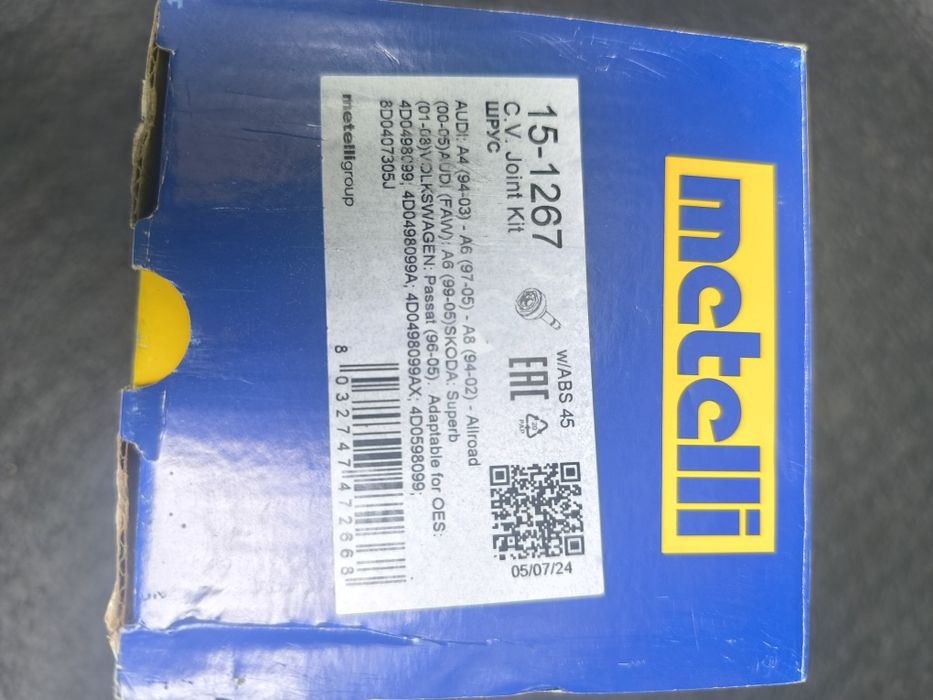 metelli
15-1267
w/ABS 45
C.V. Joint Kit
ШРУС
EAC
20
PAP
05/07/24
AUDI: A4 (94-03) - A6 (97-05) - A8 (94-02) - Allroad
(00-05)AUDI (FAW): A6 (99-05)SKODA: Superb
(01-08)VOLKSWAGEN: Passat (96-05). Adaptable for OES:
4D0498099; 4D0498099A; 4D0498099AX; 4D0598099;
8D0407305J
metelligroup
8 032747 472668